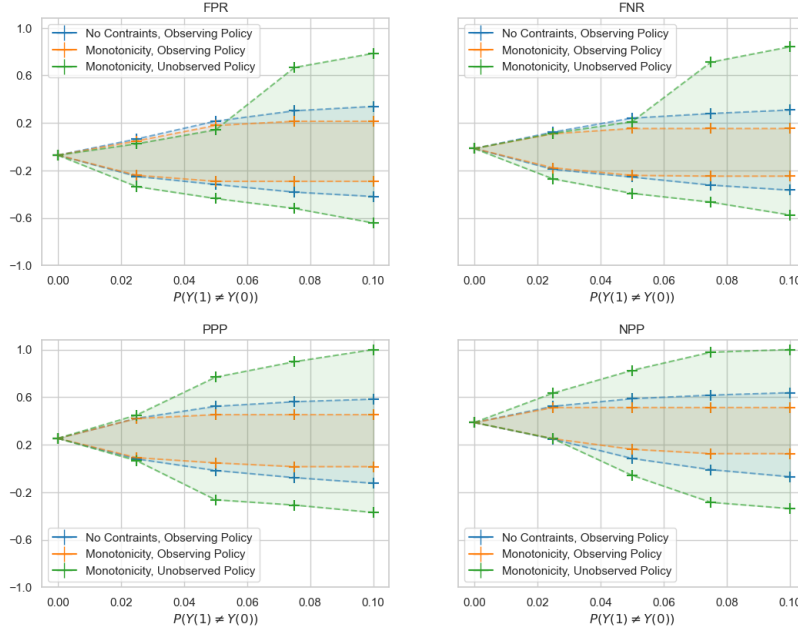 FPR
No Contraints, Observing Policy
Monotonicity, Observing Policy
Monotonicity, Unobserved Policy
1.0
0.6
0.2
−0.2
−0.6
−1.0
0.00 0.02 0.04 0.06 0.08 0.10
P(Y(1) ≠ Y(0))
FNR
No Contraints, Observing Policy
Monotonicity, Observing Policy
Monotonicity, Unobserved Policy
0.00 0.02 0.04 0.06 0.08 0.10
P(Y(1) ≠ Y(0))
PPP
1.0
0.6
0.2
−0.2
−0.6
−1.0
No Contraints, Observing Policy
Monotonicity, Observing Policy
Monotonicity, Unobserved Policy
0.00 0.02 0.04 0.06 0.08 0.10
P(Y(1) ≠ Y(0))
NPP
No Contraints, Observing Policy
Monotonicity, Observing Policy
Monotonicity, Unobserved Policy
0.00 0.02 0.04 0.06 0.08 0.10
P(Y(1) ≠ Y(0))